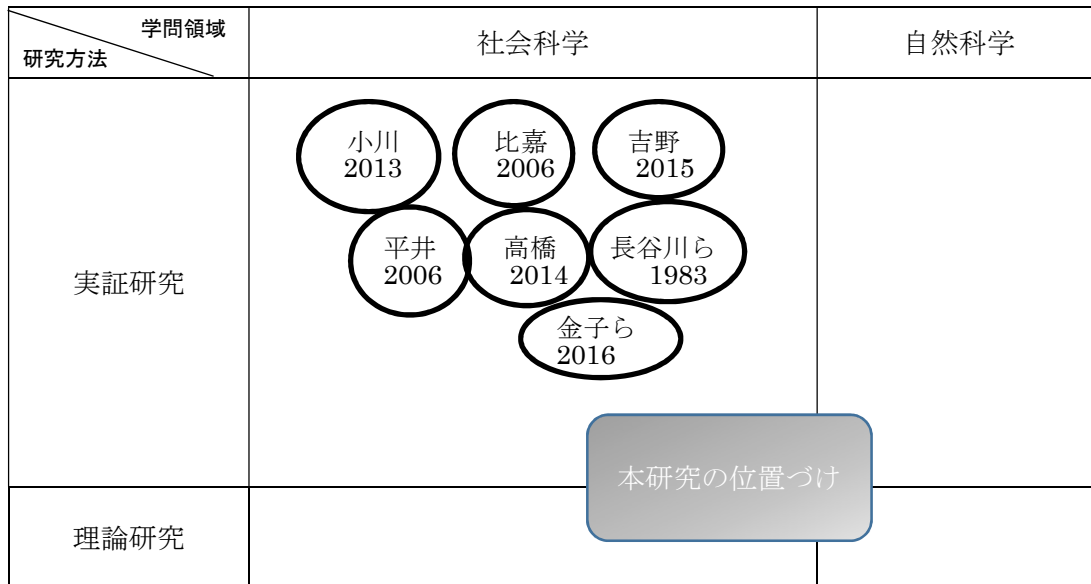 学問領域
研究方法
社会科学
自然科学
実証研究
小川
2013
比嘉
2006
吉野
2015
平井
2006
高橋
2014
長谷川ら
1983
金子ら
2016
本研究の位置づけ
理論研究